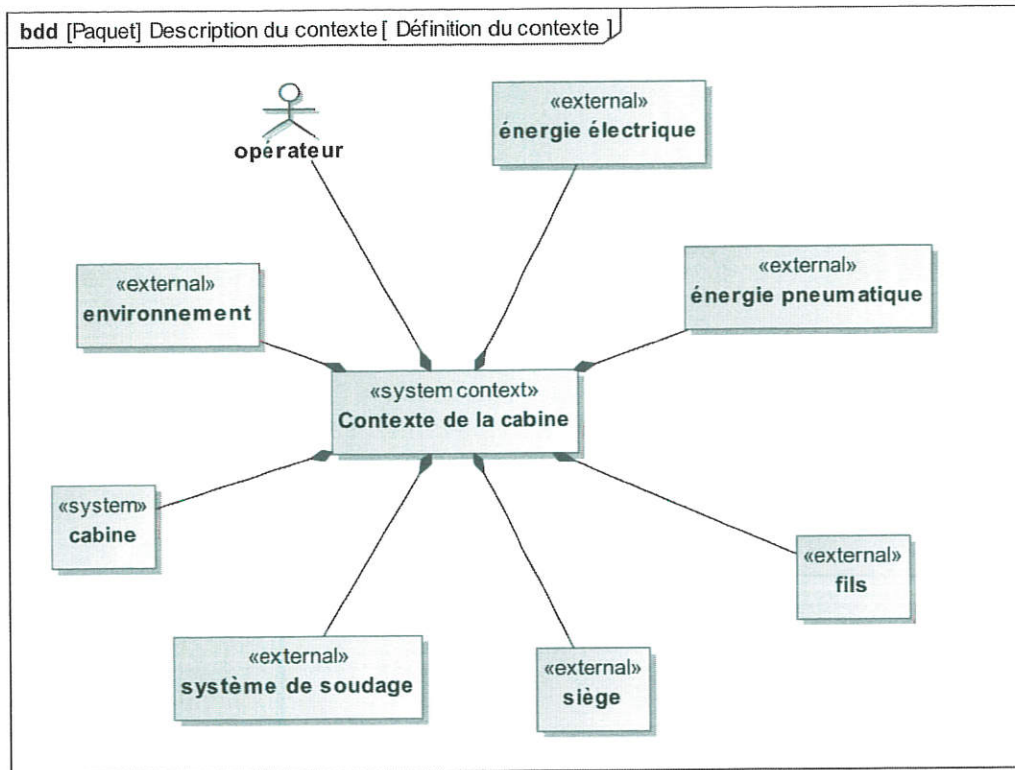 bdd [Paquet] Description du contexte [ Définition du contexte ]
«external»
énergie électrique
opérateur
«external»
environnement
«external»
énergie pneumatique
«system context»
Contexte de la cabine
«system»
cabine
«external»
fils
«external»
système de soudage
«external»
siège